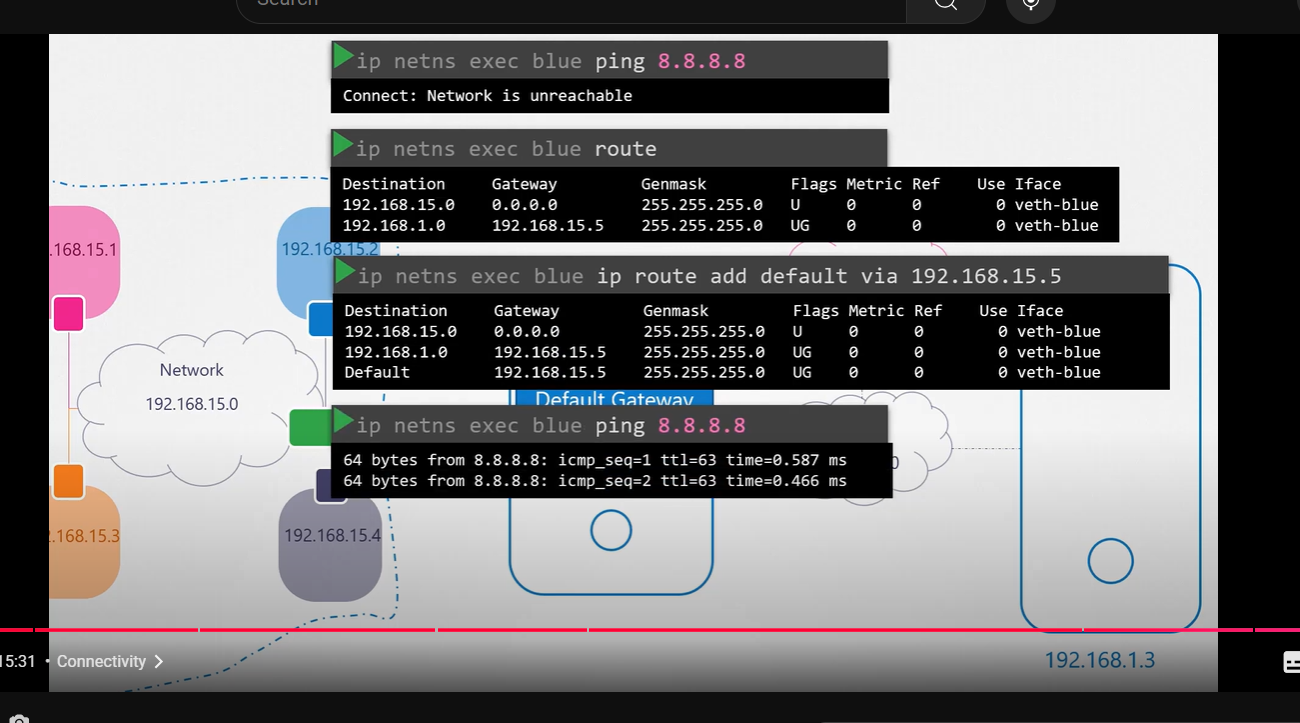 Search
ip netns exec blue ping 8.8.8.8
Connect: Network is unreachable
ip netns exec blue route
Destination Gateway Genmask Flags Metric Ref Use Iface
192.168.15.0 0.0.0.0 255.255.255.0 U 0 0 0 veth-blue
192.168.1.0 192.168.15.5 255.255.255.0 UG 0 0 0 veth-blue
.168.15.1
192.168.15.2
ip netns exec blue ip route add default via 192.168.15.5
Destination Gateway Genmask Flags Metric Ref Use Iface
192.168.15.0 0.0.0.0 255.255.255.0 U 0 0 0 veth-blue
192.168.1.0 192.168.15.5 255.255.255.0 UG 0 0 0 veth-blue
Default 192.168.15.5 255.255.255.0 UG 0 0 0 veth-blue
Network
192.168.15.0
Default Gateway
ip netns exec blue ping 8.8.8.8
64 bytes from 8.8.8.8: icmp_seq=1 ttl=63 time=0.587 ms
64 bytes from 8.8.8.8: icmp_seq=2 ttl=63 time=0.466 ms
0
.168.15.3
192.168.15.4
15:31 • Connectivity
192.168.1.3